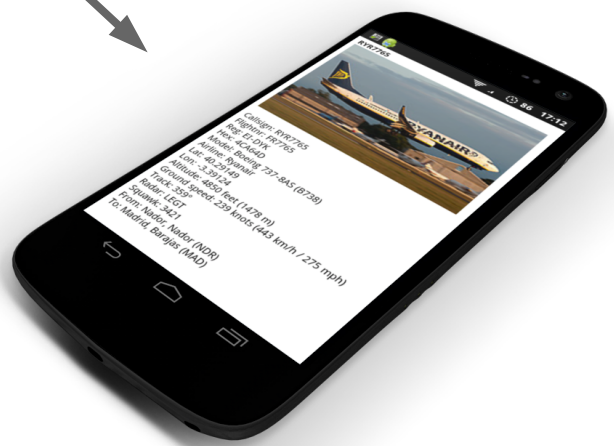 86 17:12
RYR7765
RYANAIR
Callsign: RYR7765
Flightnr: FR7765
Reg: EI-DYK
Hex: 4CA64D
Model: Boeing 737-8AS (B738)
Airline: Ryanair
Lat: 40.29149
Lon: -3.39124
Altitude: 4850 feet (1478 m)
Ground speed: 239 knots (443 km/h / 275 mph)
Track: 359°
Radar: LEGT
Squawk: 3421
From: Nador, Nador (NDR)
To: Madrid, Barajas (MAD)